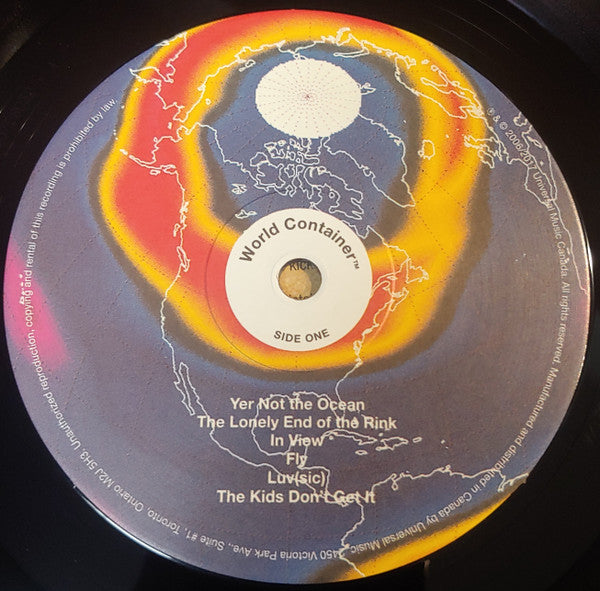 World Container™
SIDE ONE
Yer Not the Ocean
The Lonely End of the Rink
In View
Fly
Luv(sic)
The Kids Don't Get It
℗ & © 2006/2017 Universal Music Canada. All rights reserved. Manufactured and distributed in Canada by Universal Music 2450 Victoria Park Ave., Suite #1, Toronto, Ontario M2J 5H3. Unauthorized reproduction, copying and rental of this recording is prohibited by law.